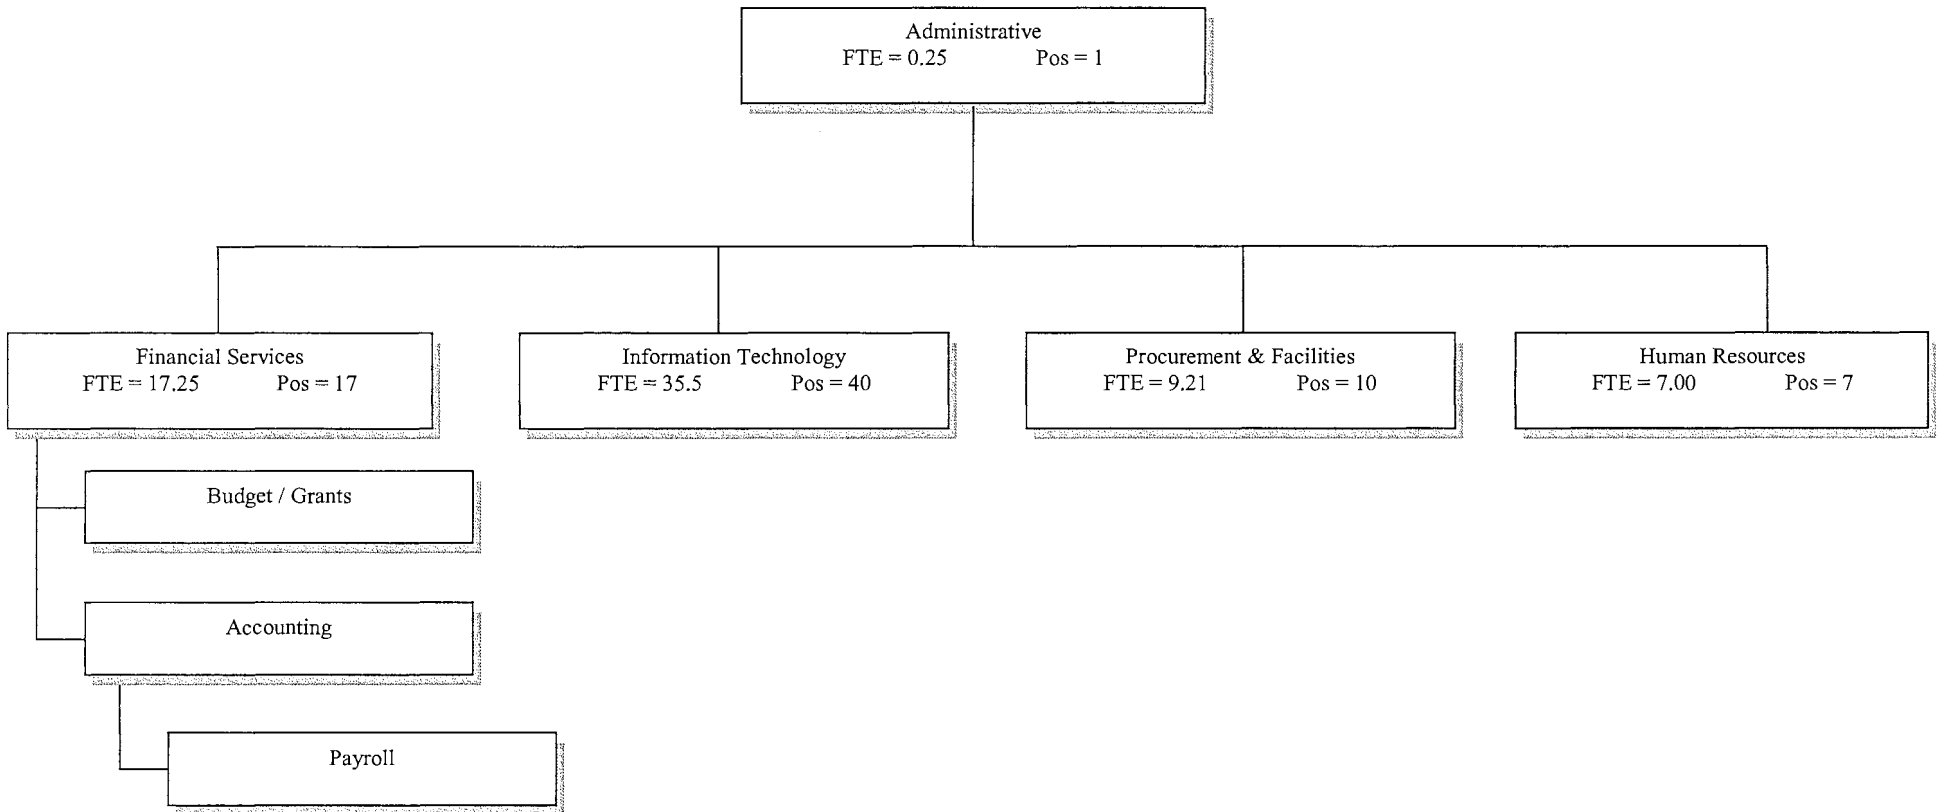 Administrative
FTE = 0.25 Pos = 1
Financial Services
FTE = 17.25 Pos = 17
Information Technology
FTE = 35.5 Pos = 40
Procurement & Facilities
FTE = 9.21 Pos = 10
Human Resources
FTE = 7.00 Pos = 7
Budget / Grants
Accounting
Payroll